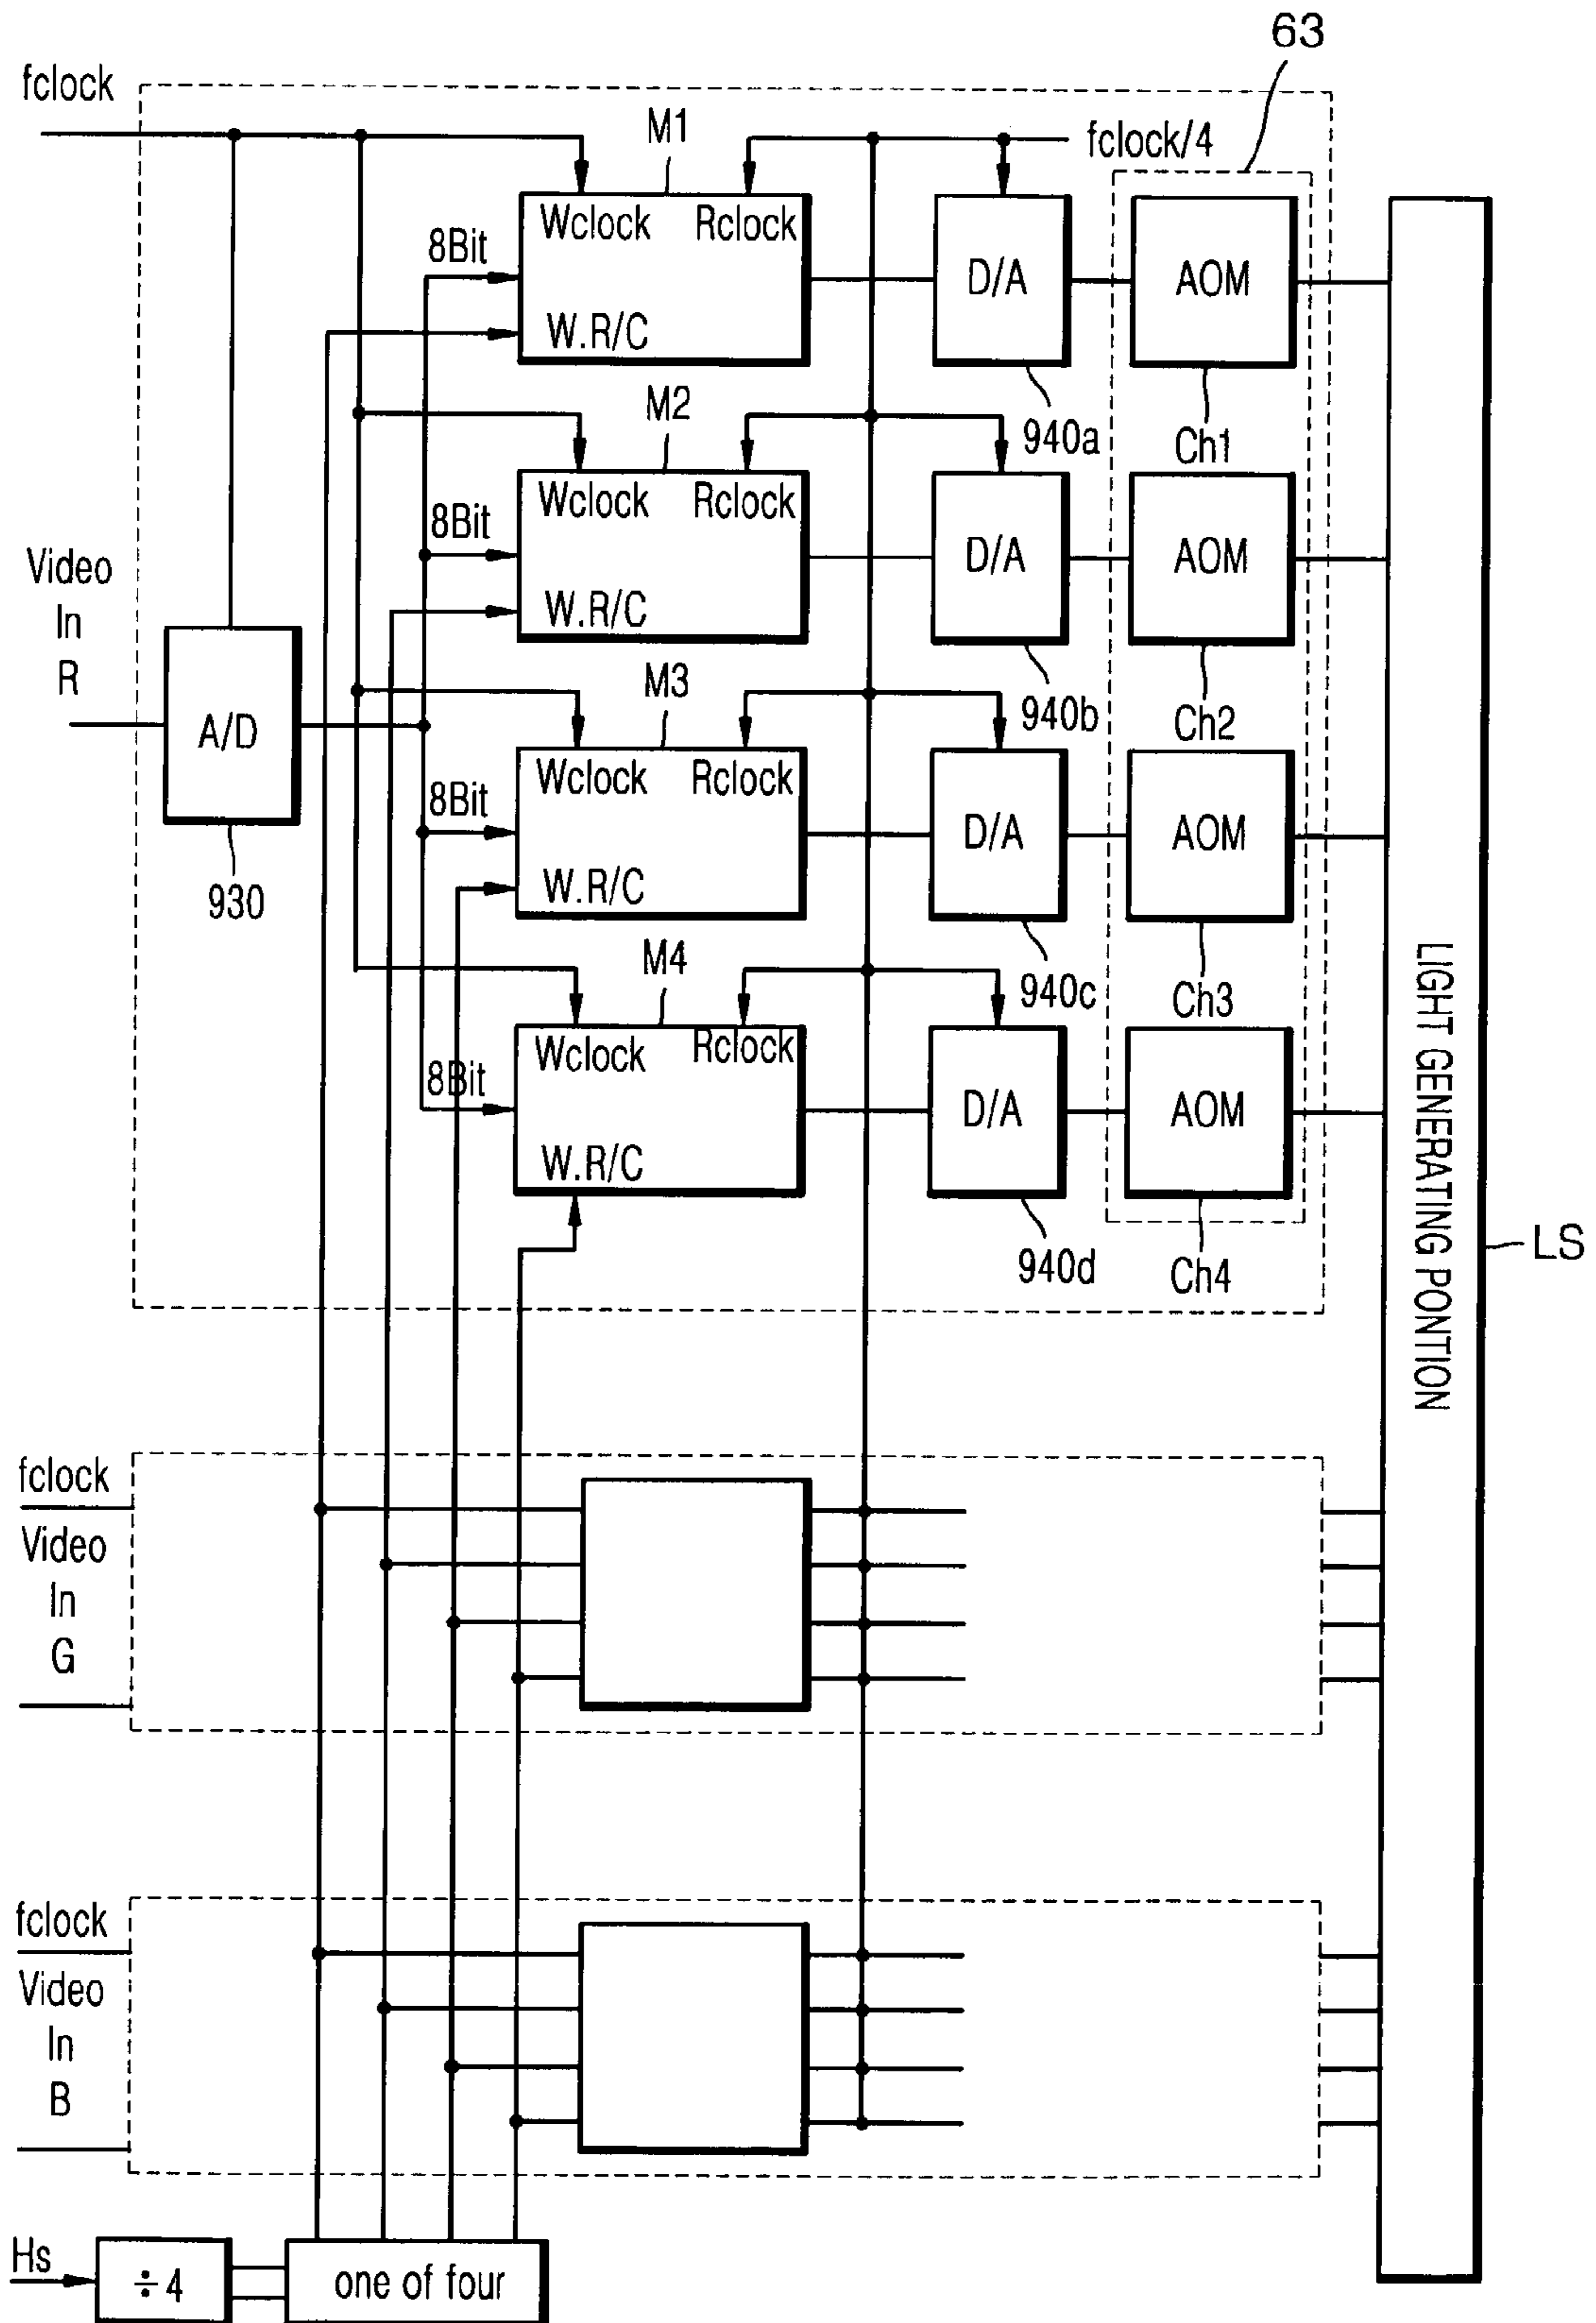 63
fclock
M1
fclock/4
Wclock Rclock
8Bit
D/A
AOM
W.R/C
M2
940a
Ch1
Wclock Rclock
8Bit
D/A
AOM
W.R/C
Video
In
R
M3
940b
Ch2
A/D
Wclock Rclock
8Bit
D/A
AOM
W.R/C
930
M4
940c
Ch3
Wclock Rclock
8Bit
D/A
AOM
W.R/C
940d
Ch4
LIGHT GENERATING PONTION
LS
fclock
Video
In
G
fclock
Video
In
B
Hs
÷4
one of four